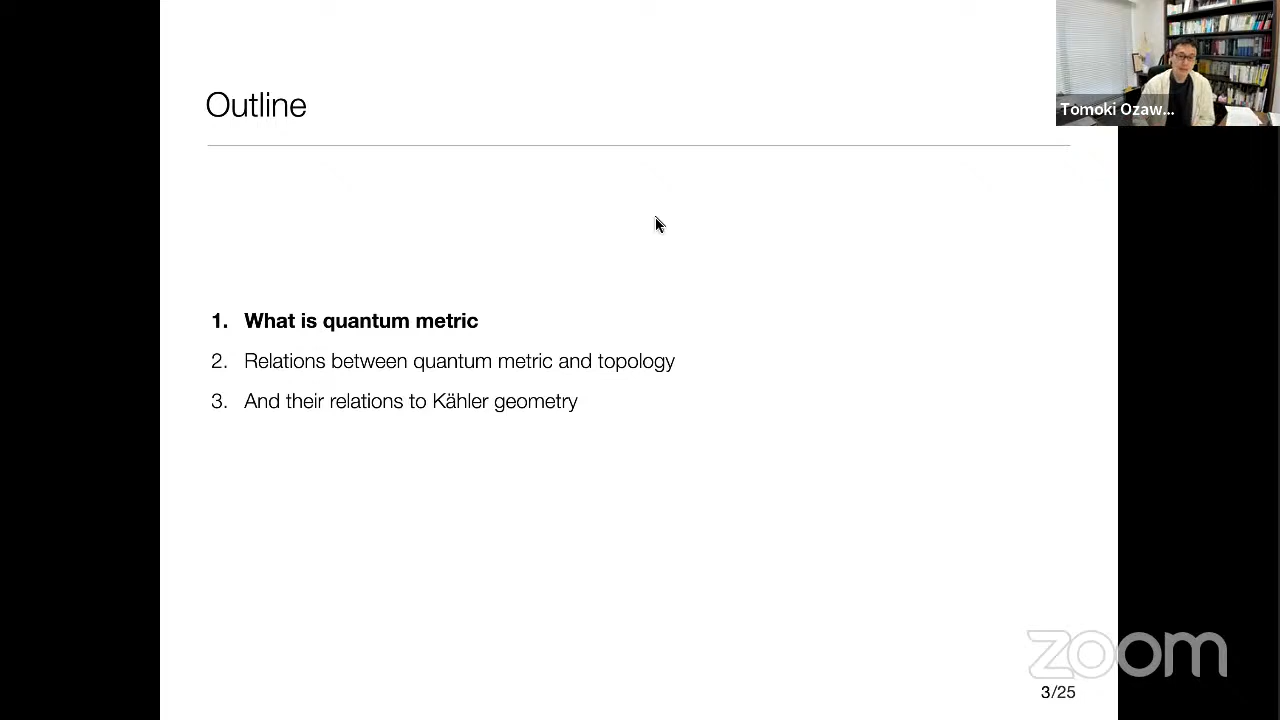 Outline
Tomoki Ozaw...
1. What is quantum metric
2. Relations between quantum metric and topology
3. And their relations to Kähler geometry
zoom
3/25